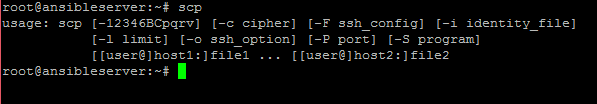 root@ansibleserver:~# scp
usage: scp [-12346BCpqrv] [-c cipher] [-F ssh_config] [-i identity_file]
[-l limit] [-o ssh_option] [-P port] [-S program]
[[user@]host1:]file1 ... [[user@]host2:]file2
root@ansibleserver:~#